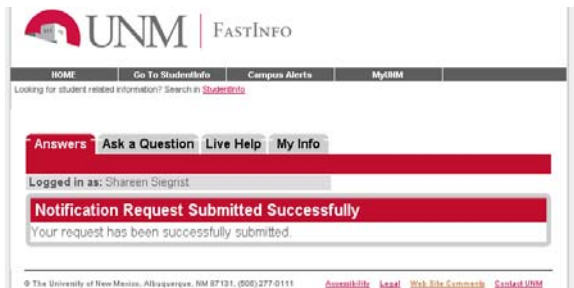 UNM FASTINFO
HOME Go To StudentInfo Campus Alerts MyUNM
Looking for student related information? Search in StudentInfo
Answers Ask a Question Live Help My Info
Logged in as: Shareen Siegrist
Notification Request Submitted Successfully
Your request has been successfully submitted.
© The University of New Mexico, Albuquerque, NM 87131, (505) 277-0111 Accessibility Legal Web Site Comments Contact UNM